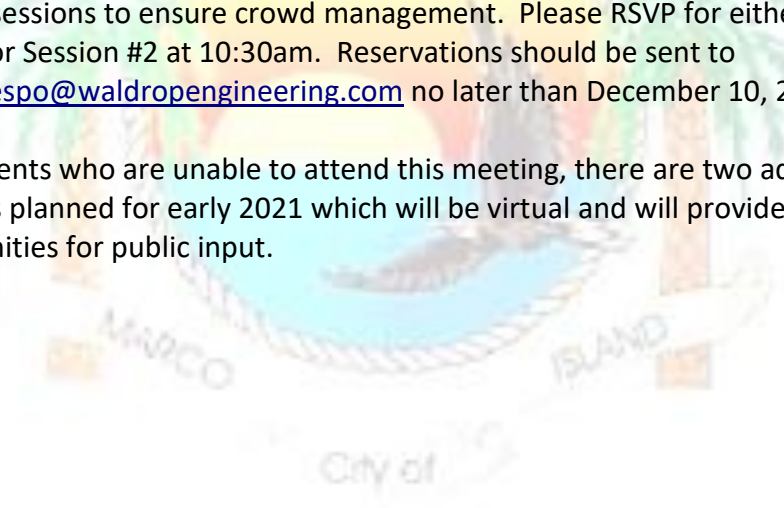 sessions to ensure crowd management. Please RSVP for
or Session #2 at 10:30am. Reservations should be sent to
espo@waldropengineering.com no later than December 10,
ents who are unable to attend this meeting, there are two
planned for early 2021 which will be virtual and will provide
nities for public input.
MARCO ISLAND
City of